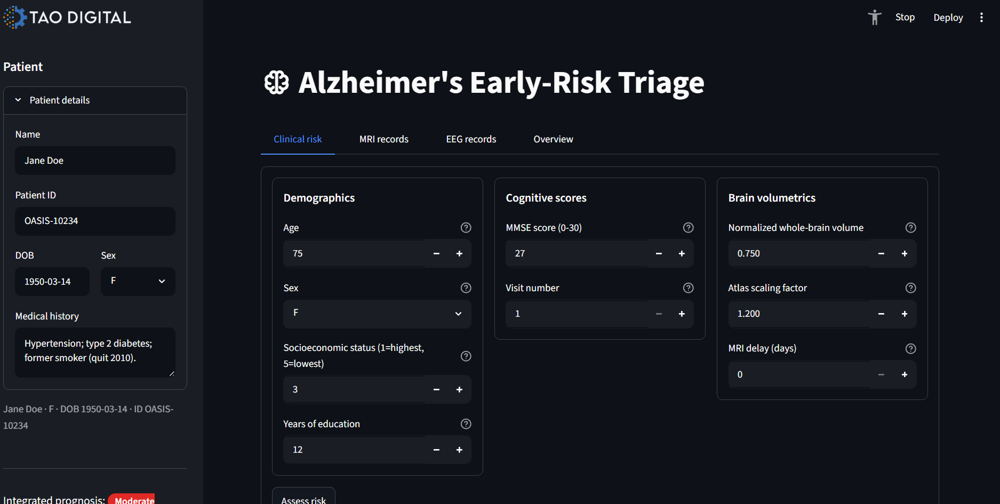 TAO DIGITAL
Stop
Deploy
Patient
Patient details
Name
Jane Doe
Patient ID
OASIS-10234
DOB
Sex
1950-03-14
F
Medical history
Hypertension; type 2 diabetes;
former smoker (quit 2010).
Jane Doe · F · DOB 1950-03-14 · ID OASIS-
10234
Integrated prognosis: Moderate
Alzheimer's Early-Risk Triage
Clinical risk
MRI records
EEG records
Overview
Demographics
Age
75
Sex
F
Socioeconomic status (1=highest,
5=lowest)
3
Years of education
12
Cognitive scores
MMSE score (0-30)
27
Visit number
1
Brain volumetrics
Normalized whole-brain volume
0.750
Atlas scaling factor
1.200
MRI delay (days)
0
Assess risk